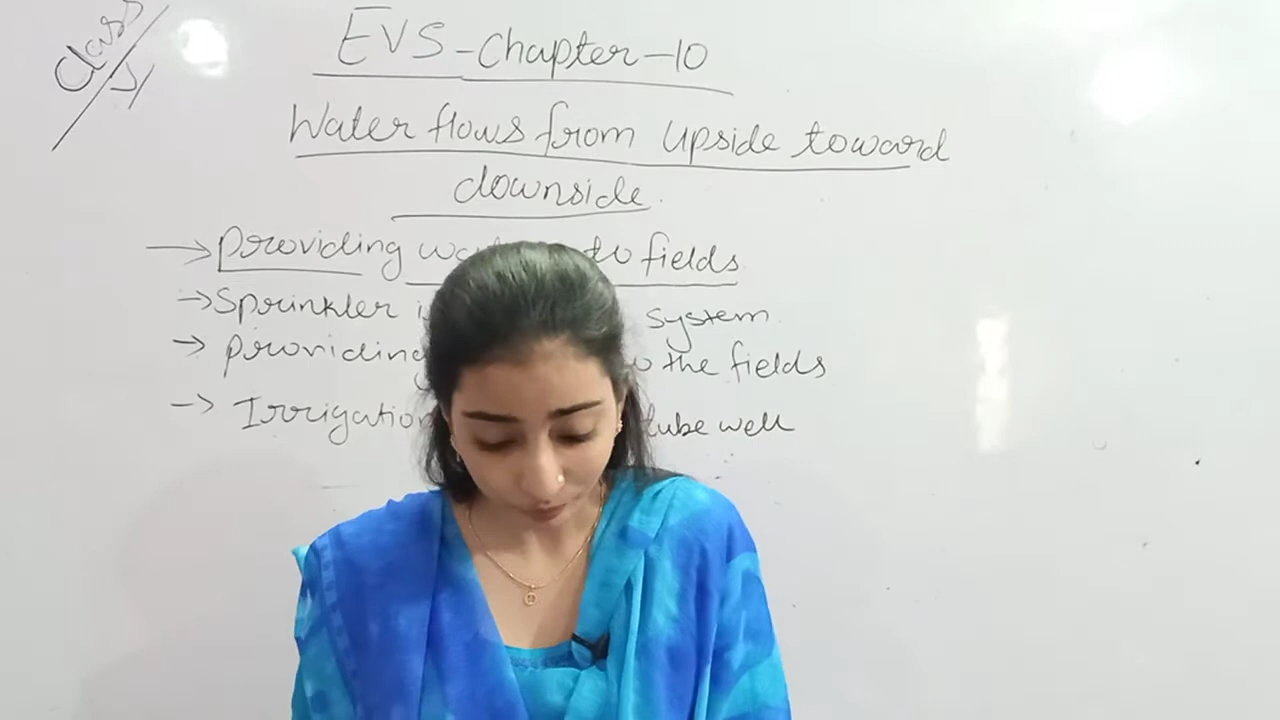 Class
EVS-Chapter-10
Water flows from upside toward
downside.
→ Providing to fields
→ Sprinkler system
→ providing the fields
→ Irrigation tube well